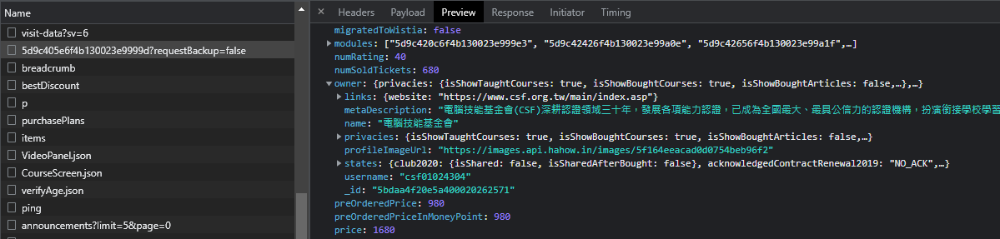 Name
visit-data?sv=6
5d9c405e6f4b130023e9999d?requestBackup=false
breadcrumb
bestDiscount
p
purchasePlans
items
VideoPanel.json
CourseScreen.json
verifyAge.json
ping
announcements?limit=5&page=0
× Headers Payload Preview Response Initiator Timing
migratedToWistia: false
modules: ["5d9c420c6f4b130023e999e3", "5d9c42426f4b130023e99a0e", "5d9c42656f4b130023e99a1f",…]
numRating: 40
numSoldTickets: 680
owner: {privacies: {isShowTaughtCourses: true, isShowBoughtCourses: true, isShowBoughtArticles: false,…},…}
links: {website: "https://www.csf.org.tw/main/index.asp"}
metaDescription: "電腦技能基金會(CSF)深耕認證領域三十年，發展各項能力認證，已成為全國最大、最具公信力的認證機構，扮演銜接學校學習
name: "電腦技能基金會"
privacies: {isShowTaughtCourses: true, isShowBoughtCourses: true, isShowBoughtArticles: false,…}
profileImageUrl: "https://images.api.hahow.in/images/5f164eeacad0d0754beb96f2"
states: {club2020: {isShared: false, isSharedAfterBought: false}, acknowledgedContractRenewal2019: "NO_ACK",…}
username: "csf01024304"
_id: "5bdaa4f20e5a400020262571"
preOrderedPrice: 980
preOrderedPriceInMoneyPoint: 980
price: 1680